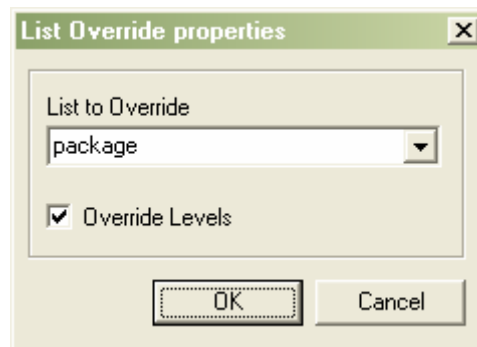 List Override properties
List to Override
package
Override Levels
OK
Cancel